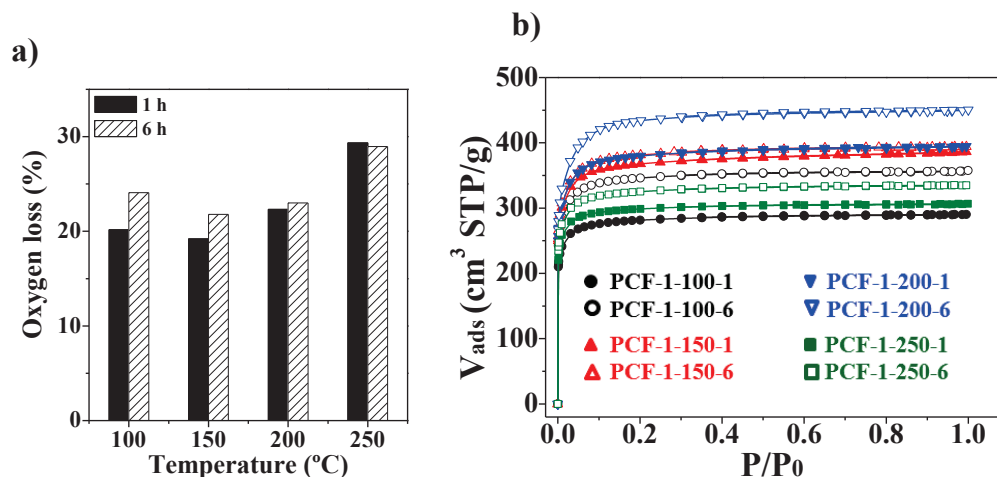 a)
Oxygen loss (%)
30
20
10
0
1 h
6 h
100 150 200 250
Temperature (ºC)
b)
V_ads (cm³ STP/g)
500
400
300
200
100
0
PCF-1-100-1
PCF-1-100-6
PCF-1-150-1
PCF-1-150-6
PCF-1-200-1
PCF-1-200-6
PCF-1-250-1
PCF-1-250-6
0.0 0.2 0.4 0.6 0.8 1.0
P/P₀